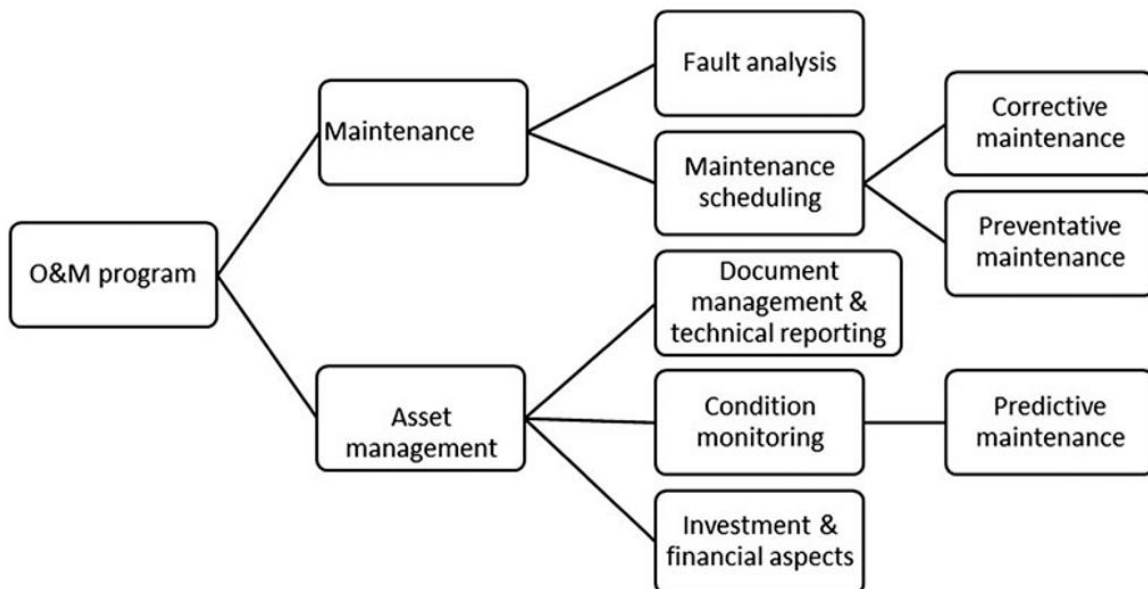 Fault analysis
Corrective
maintenance
Maintenance
Maintenance
scheduling
Preventative
maintenance
O&M program
Document
management &
technical reporting
Asset
management
Condition
monitoring
Predictive
maintenance
Investment &
financial aspects